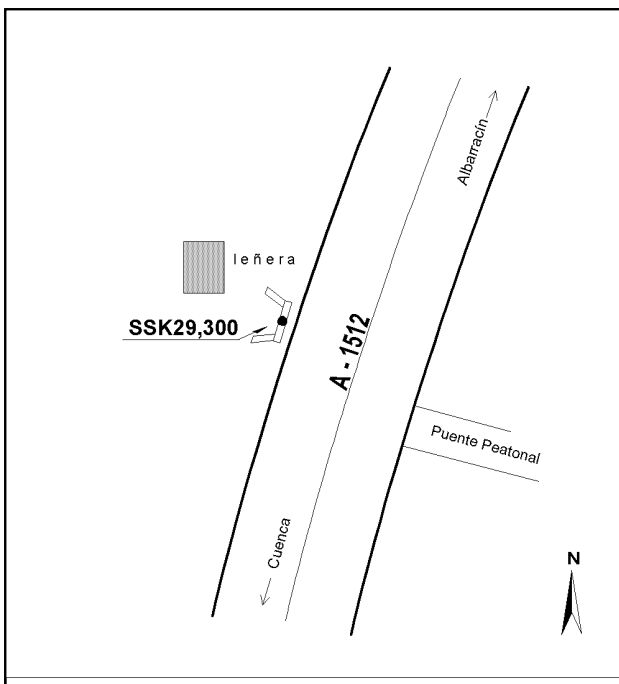 Albarracín
leñera
SSK29,300
A - 1512
Puente Peatonal
Cuenca
N